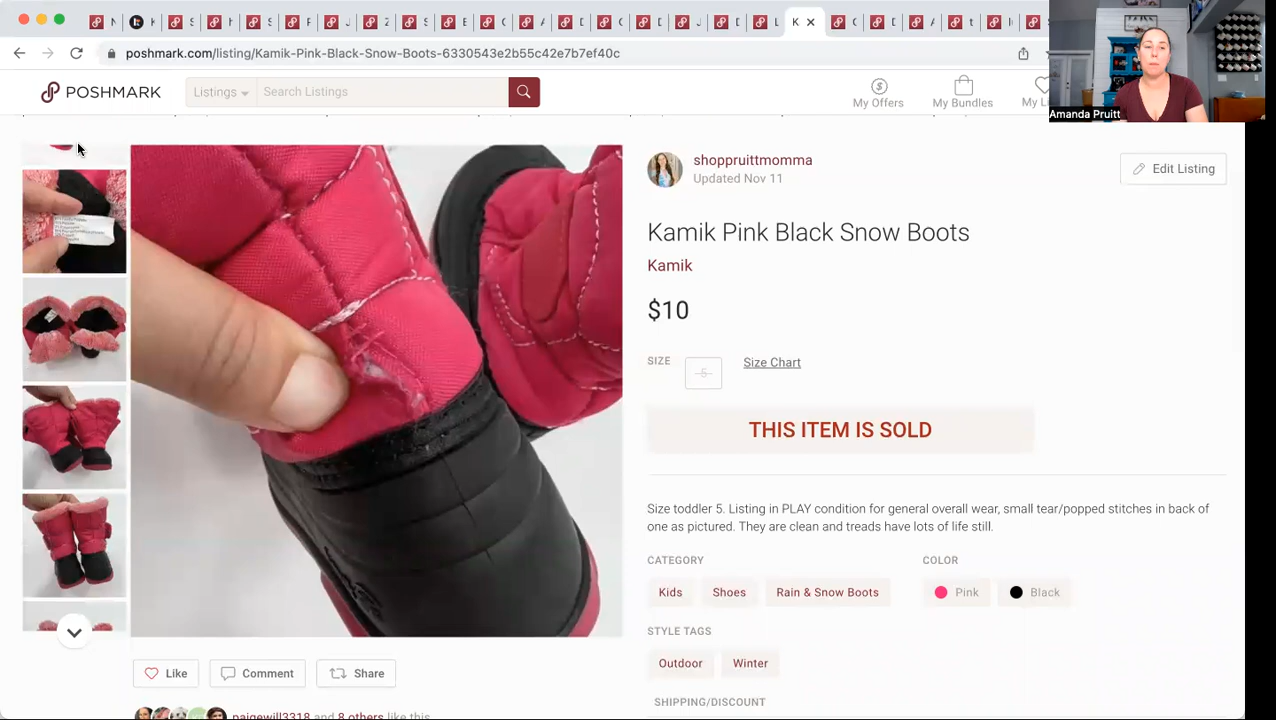 poshmark.com/listing/Kamik-Pink-Black-Snow-Boots-6330543e2b55c42e7b7ef40c
POSHMARK
Listings
Search Listings
My Offers
My Bundles
My Li
Amanda Pruitt
shoppruittmomma
Updated Nov 11
Edit Listing
Kamik Pink Black Snow Boots
Kamik
$10
SIZE
5
Size Chart
THIS ITEM IS SOLD
Size toddler 5. Listing in PLAY condition for general overall wear, small tear/popped stitches in back of
one as pictured. They are clean and treads have lots of life still.
CATEGORY
COLOR
Kids
Shoes
Rain & Snow Boots
Pink
Black
STYLE TAGS
Outdoor
Winter
SHIPPING/DISCOUNT
Like
Comment
Share
paigewill3318 and 8 others like this